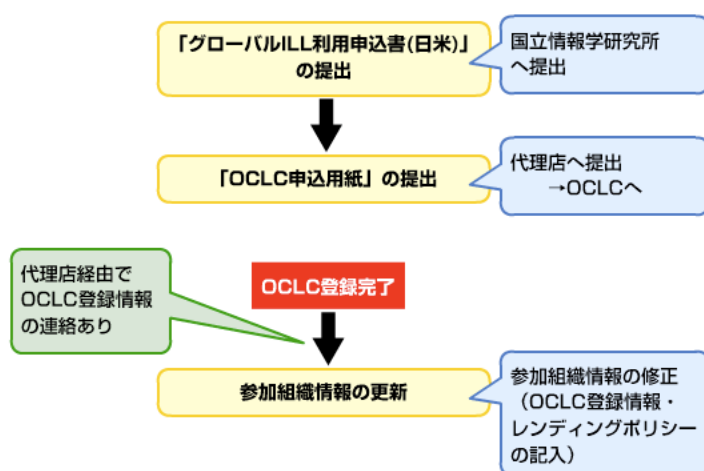 「グローバルILL利用申込書(日米)」
の提出
国立情報学研究所
へ提出
「OCLC申込用紙」の提出
代理店へ提出
→OCLCへ
代理店経由で
OCLC登録情報
の連絡あり
OCLC登録完了
参加組織情報の更新
参加組織情報の修正
（OCLC登録情報・
レンディングポリシー
の記入）